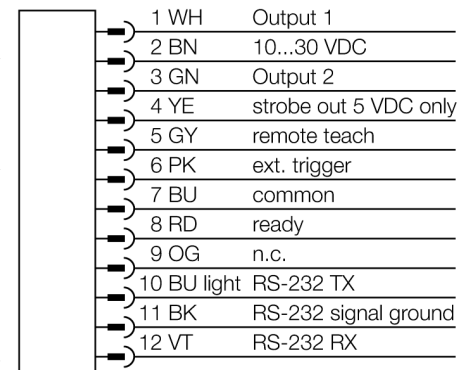 1 WH Output 1
2 BN 10...30 VDC
3 GN Output 2
4 YE strobe out 5 VDC only
5 GY remote teach
6 PK ext. trigger
7 BU common
8 RD ready
9 OG n.c.
10 BU light RS-232 TX
11 BK RS-232 signal ground
12 VT RS-232 RX